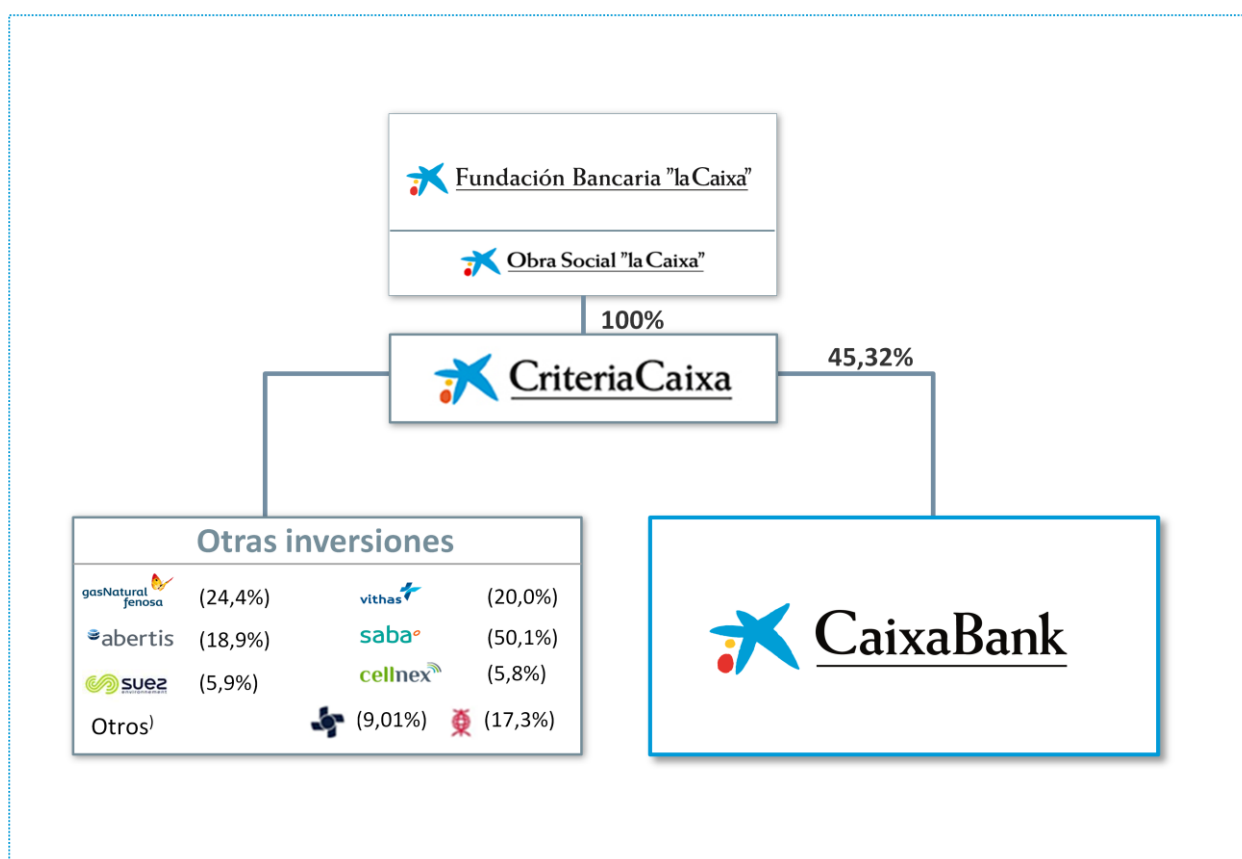 Fundación Bancaria "la Caixa"
Obra Social "la Caixa"
100%
CriteriaCaixa
45,32%
Otras inversiones
gasNatural
fenosa
(24,4%)
vithas
(20,0%)
abertis
(18,9%)
saba
(50,1%)
suez
environnement
(5,9%)
cellnex
(5,8%)
Otros)
(9,01%)
(17,3%)
CaixaBank